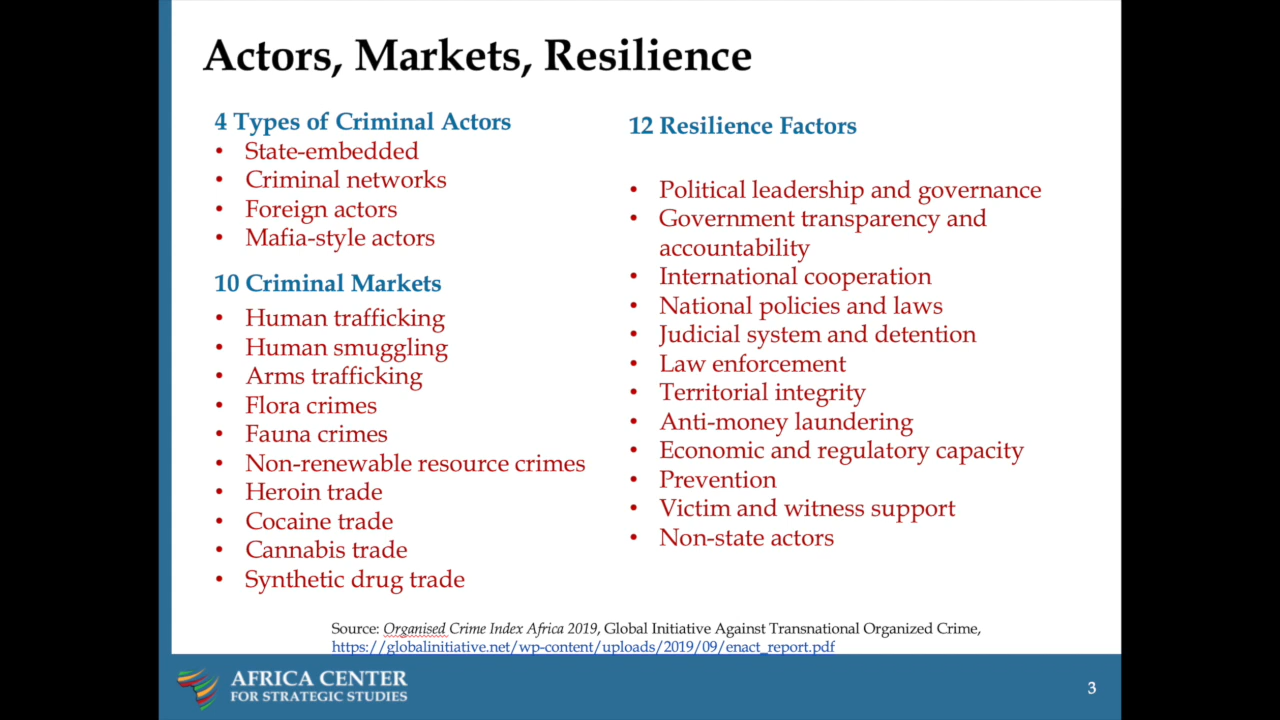 Actors, Markets, Resilience
4 Types of Criminal Actors
• State-embedded
• Criminal networks
• Foreign actors
• Mafia-style actors
10 Criminal Markets
• Human trafficking
• Human smuggling
• Arms trafficking
• Flora crimes
• Fauna crimes
• Non-renewable resource crimes
• Heroin trade
• Cocaine trade
• Cannabis trade
• Synthetic drug trade
12 Resilience Factors
• Political leadership and governance
• Government transparency and
accountability
• International cooperation
• National policies and laws
• Judicial system and detention
• Law enforcement
• Territorial integrity
• Anti-money laundering
• Economic and regulatory capacity
• Prevention
• Victim and witness support
• Non-state actors
Source: Organised Crime Index Africa 2019, Global Initiative Against Transnational Organized Crime,
https://globalinitiative.net/wp-content/uploads/2019/09/enact_report.pdf
AFRICA CENTER
FOR STRATEGIC STUDIES
3